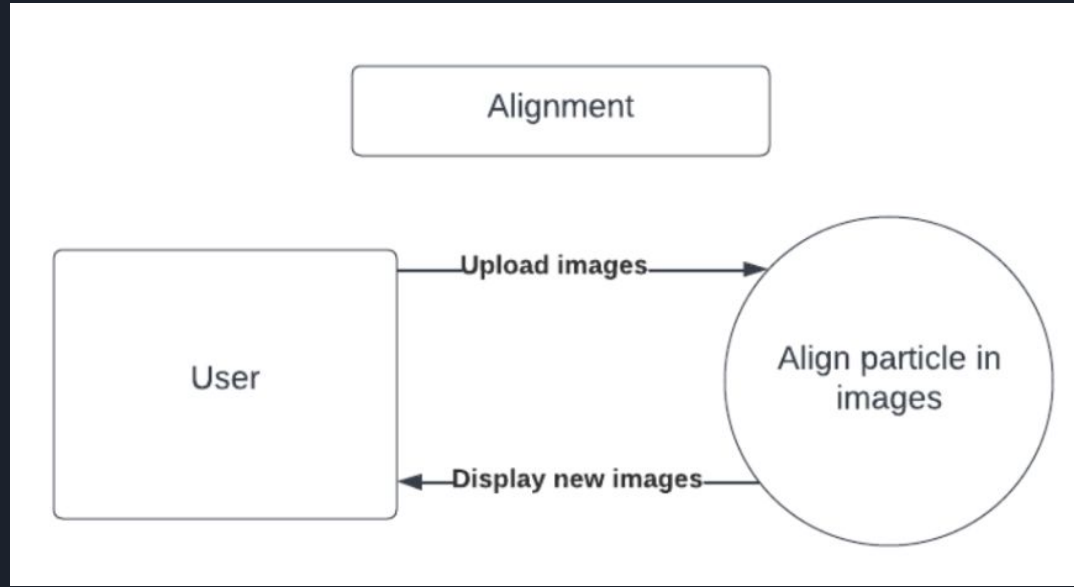 Alignment
Upload images
User
Align particle in
images
Display new images